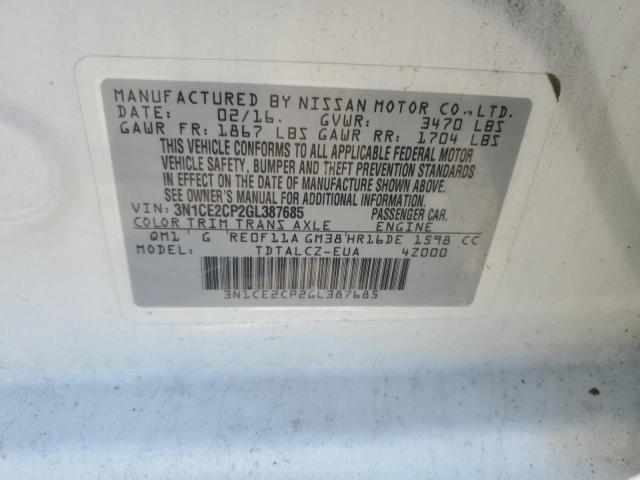 MANUFACTURED BY NISSAN MOTOR CO., LTD.
DATE: 02/16. GVWR: 3470 LBS
GAWR FR: 1867 LBS GAWR RR: 1704 LBS
THIS VEHICLE CONFORMS TO ALL APPLICABLE FEDERAL MOTOR
VEHICLE SAFETY, BUMPER AND THEFT PREVENTION STANDARDS
IN EFFECT ON THE DATE OF MANUFACTURE SHOWN ABOVE.
SEE OWNER'S MANUAL FOR ADDITIONAL INFORMATION.
VIN: 3N1CE2CP2GL387685 PASSENGER CAR.
COLOR TRIM TRANS AXLE ENGINE
QM1 G RE0F11A GM38 HR16DE 1598 CC
MODEL: TDTALCZ-EUA 4Z000
3N1CE2CP2GL387685